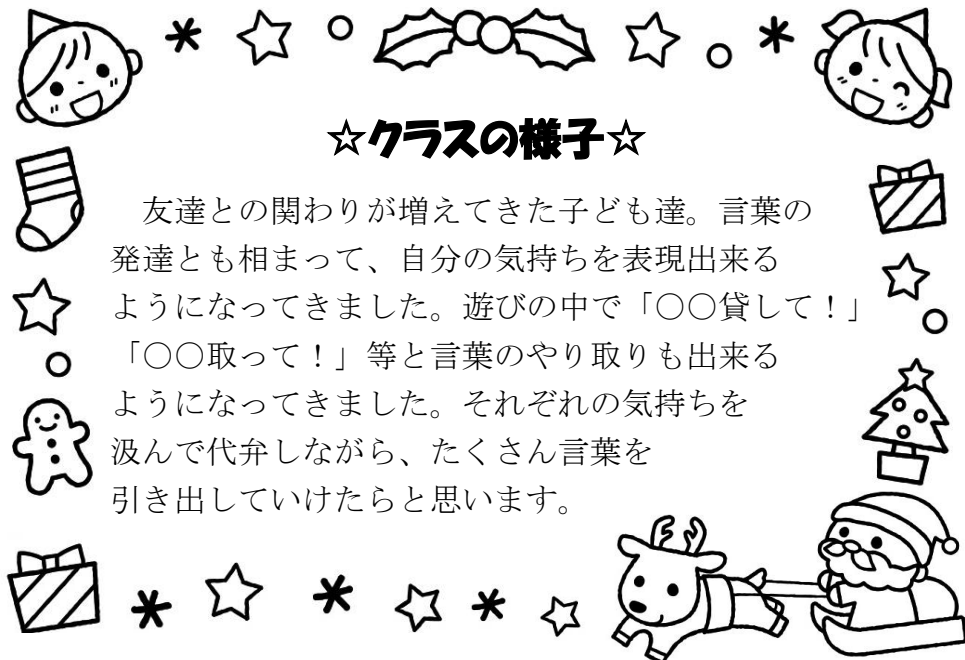 ☆クラスの様子☆
　友達との関わりが増えてきた子ども達。言葉の
発達とも相まって、自分の気持ちを表現出来る
ようになってきました。遊びの中で「〇〇貸して！」
「〇〇取って！」等と言葉のやり取りも出来る
ようになってきました。それぞれの気持ちを
汲んで代弁しながら、たくさん言葉を
引き出していけたらと思います。